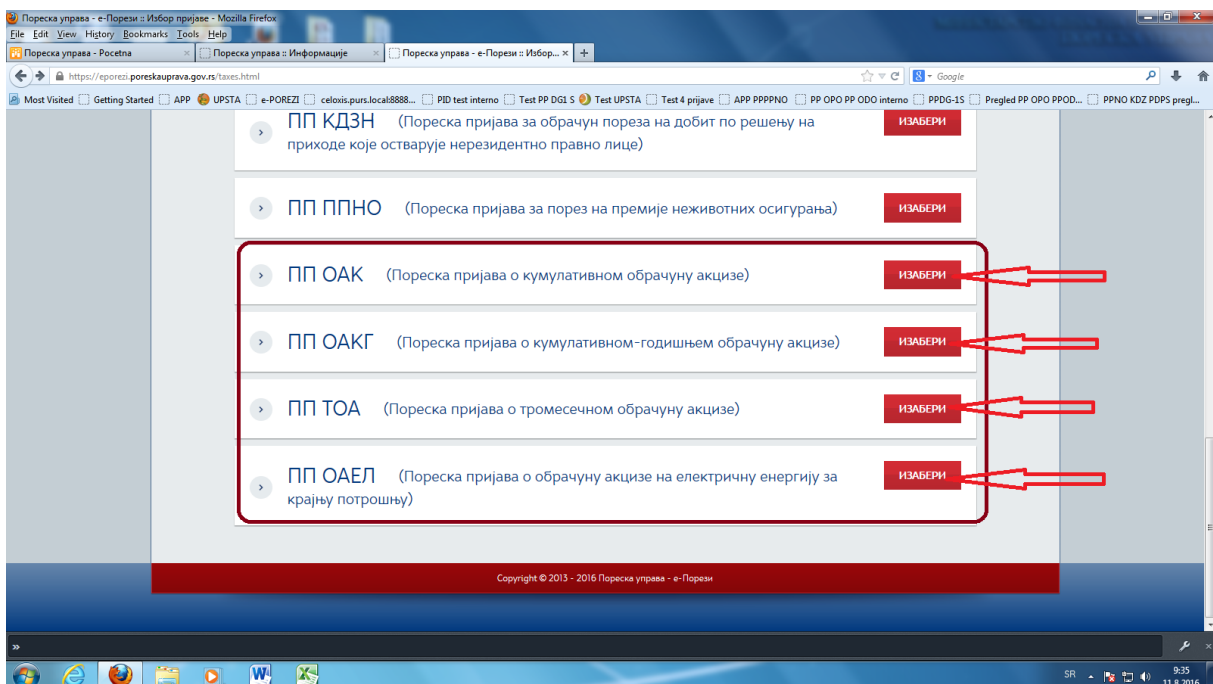 Пореска управа - е-Порези :: Избор пријаве - Mozilla Firefox
File Edit View History Bookmarks Tools Help
Пореска управа - Pocetna × Пореска управа :: Информације × Пореска управа - е-Порези :: Избор... × +
https://eporezi.poreskauprava.gov.rs/taxes.html Google
Most Visited Getting Started APP UPSTA e-POREZI celoxis.purs.local:8888... PID test interno Test PP DG1 S Test UPSTA Test 4 prijave APP PPPPNO PP OPO PP ODO interno PPDG-1S Pregled PP OPO PPOD... PPNO KDZ PDPS pregl...
ПП КДЗН (Пореска пријава за обрачун пореза на добит по решењу на
приходе које остварује нерезидентно правно лице)
ИЗАБЕРИ
ПП ППНО (Пореска пријава за порез на премије неживотних осигурања) ИЗАБЕРИ
ПП ОАК (Пореска пријава о кумулативном обрачуну акцизе) ИЗАБЕРИ
ПП ОАКГ (Пореска пријава о кумулативном-годишњем обрачуну акцизе) ИЗАБЕРИ
ПП ТОА (Пореска пријава о тромесечном обрачуну акцизе) ИЗАБЕРИ
ПП ОАЕЛ (Пореска пријава о обрачуну акцизе на електричну енергију за
крајњу потрошњу)
ИЗАБЕРИ
Copyright © 2013 - 2016 Пореска управа - е-Порези
SR 9:35
11.8.2016